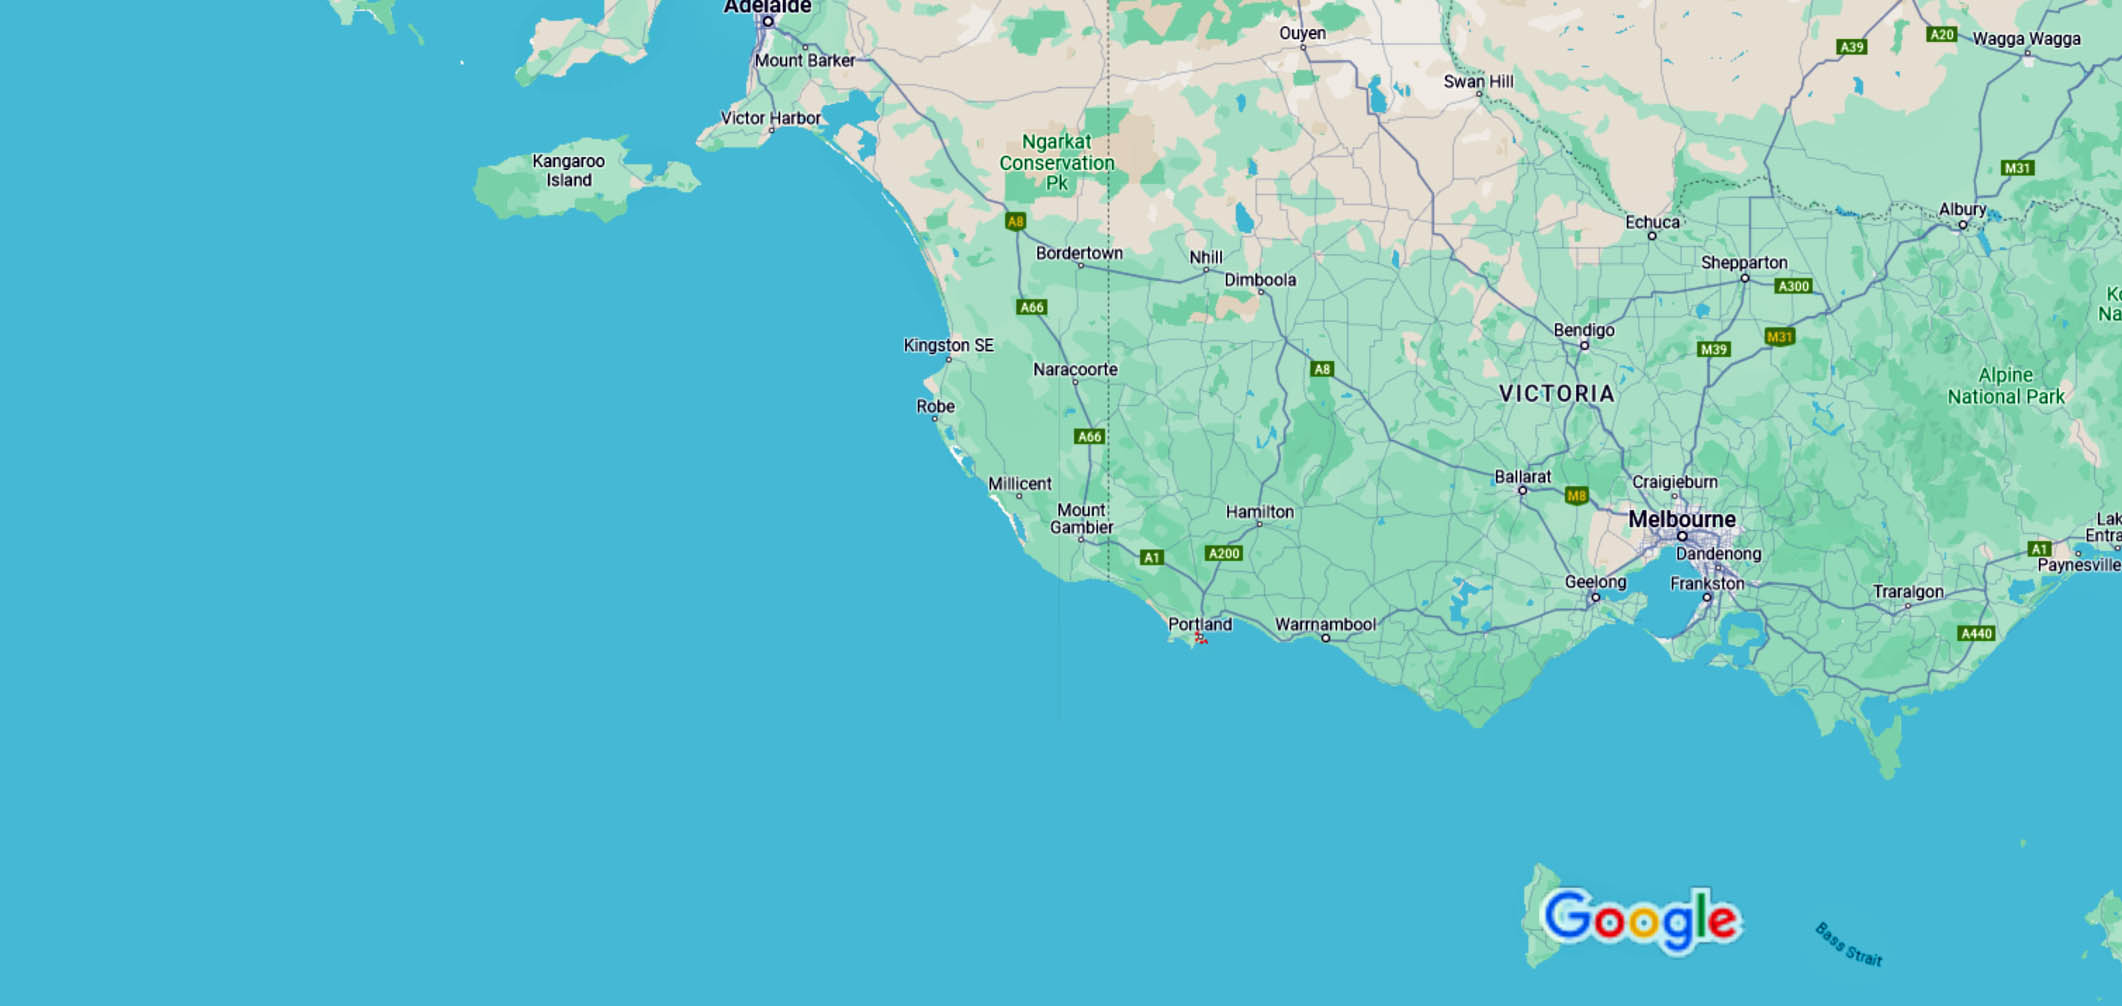 Adelaide
Ouyen
A39
A20
Wagga Wagga
Mount Barker
Swan Hill
Victor Harbor
Ngarkat
Conservation
Pk
Kangaroo
Island
M31
Albury
A8
Echuca
Bordertown
Nhill
Shepparton
Dimboola
A300
A66
Bendigo
M31
Kingston SE
M39
Naracoorte
A8
Alpine
National Park
VICTORIA
Robe
A66
Millicent
Ballarat
M8
Craigieburn
Mount
Gambier
Hamilton
Melbourne
A1
A200
Dandenong
A1
Paynesville
Geelong
Frankston
Traralgon
Portland
Warrnambool
A440
Google
Bass Strait